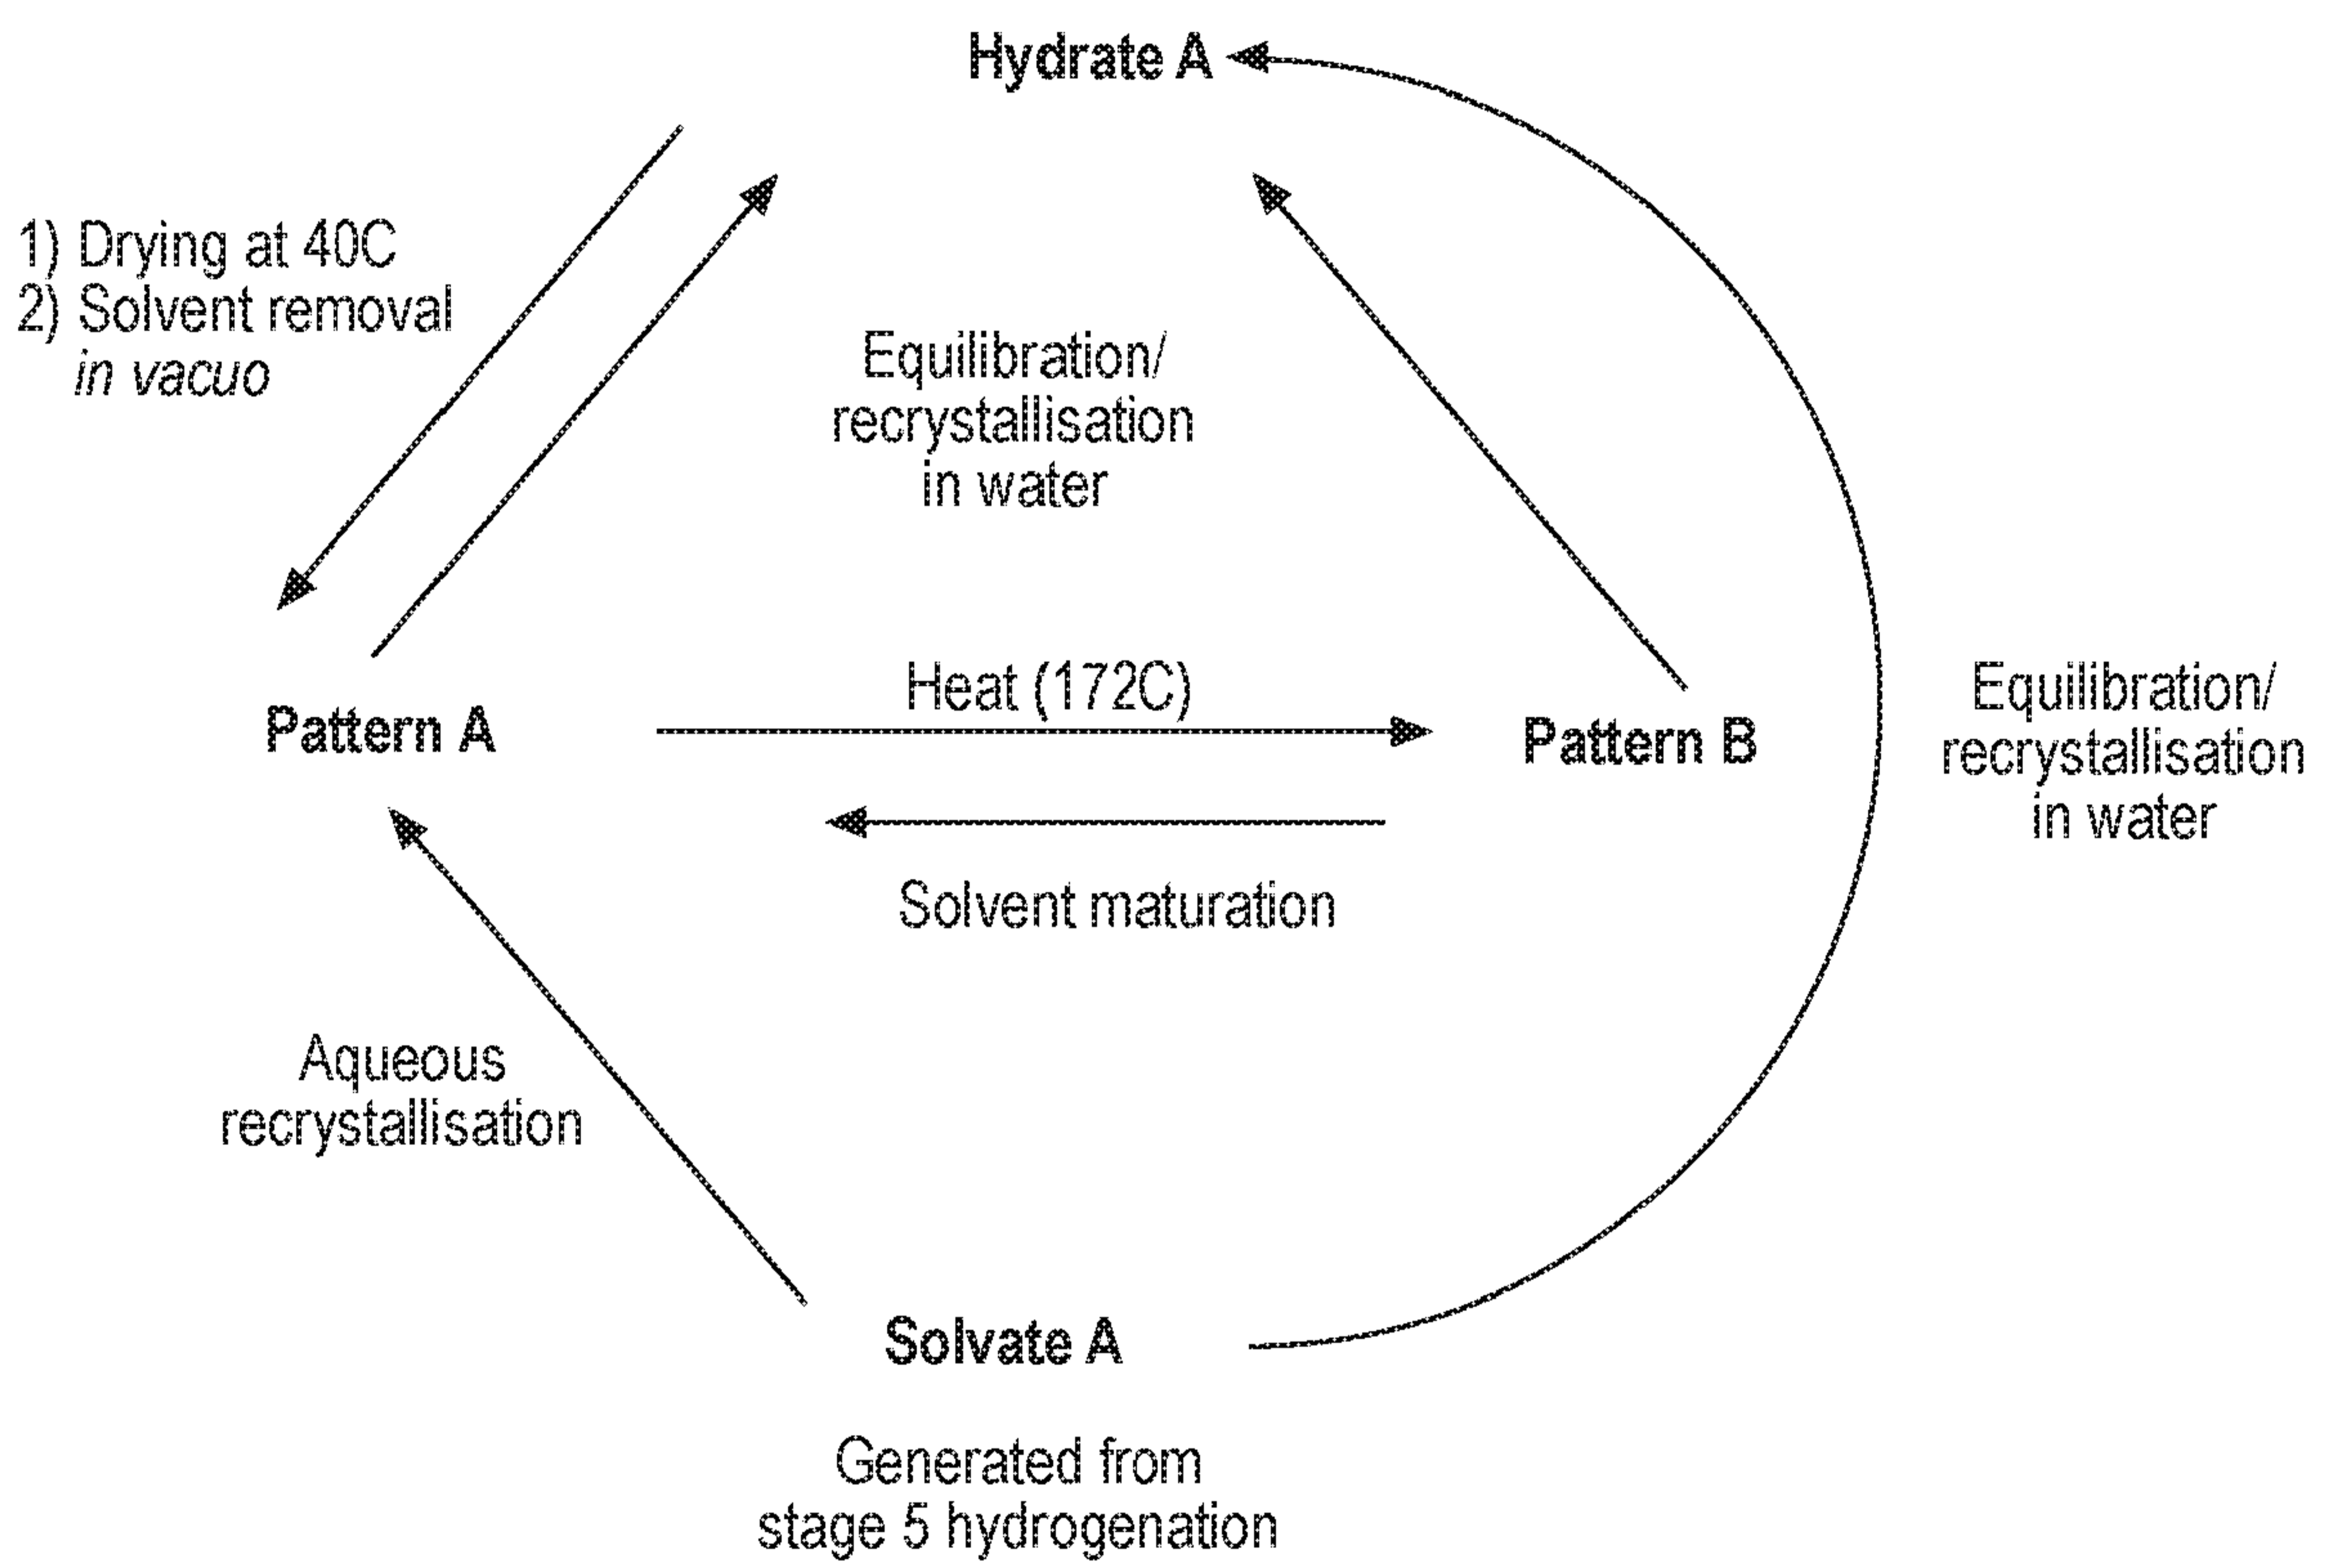 Hydrate A
1) Drying at 40C
2) Solvent removal
in vacuo
Equilibration/
recrystallisation
in water
Pattern A
Heat (172C)
Pattern B
Equilibration/
recrystallisation
in water
Solvent maturation
Aqueous
recrystallisation
Solvate A
Generated from
stage 5 hydrogenation